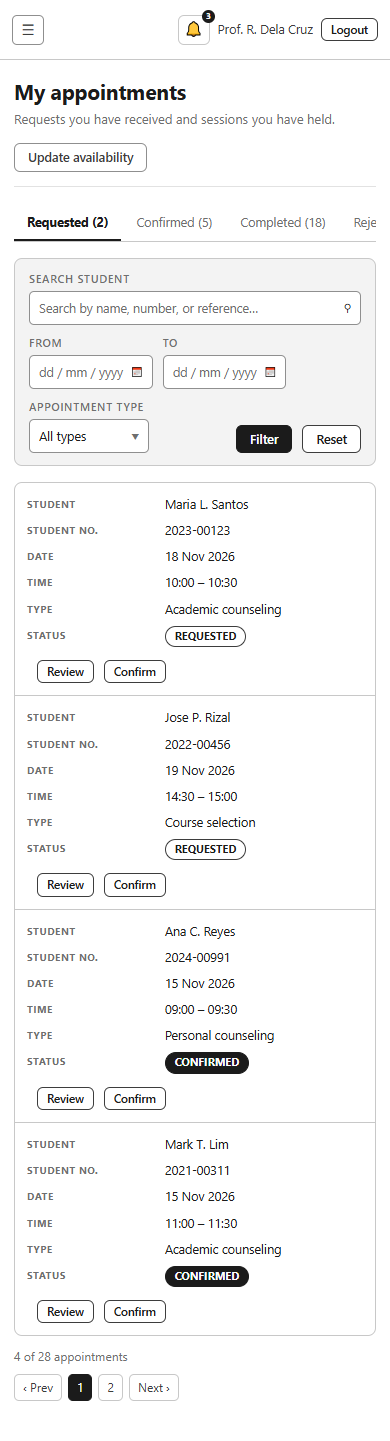 3
Prof. R. Dela Cruz Logout
My appointments
Requests you have received and sessions you have held.
Update availability
Requested (2) Confirmed (5) Completed (18) Reje
SEARCH STUDENT
Search by name, number, or reference...
FROM TO
dd / mm / yyyy dd / mm / yyyy
APPOINTMENT TYPE
All types Filter Reset
STUDENT Maria L. Santos
STUDENT NO. 2023-00123
DATE 18 Nov 2026
TIME 10:00 – 10:30
TYPE Academic counseling
STATUS REQUESTED
Review Confirm
STUDENT Jose P. Rizal
STUDENT NO. 2022-00456
DATE 19 Nov 2026
TIME 14:30 – 15:00
TYPE Course selection
STATUS REQUESTED
Review Confirm
STUDENT Ana C. Reyes
STUDENT NO. 2024-00991
DATE 15 Nov 2026
TIME 09:00 – 09:30
TYPE Personal counseling
STATUS CONFIRMED
Review Confirm
STUDENT Mark T. Lim
STUDENT NO. 2021-00311
DATE 15 Nov 2026
TIME 11:00 – 11:30
TYPE Academic counseling
STATUS CONFIRMED
Review Confirm
4 of 28 appointments
‹ Prev 1 2 Next ›